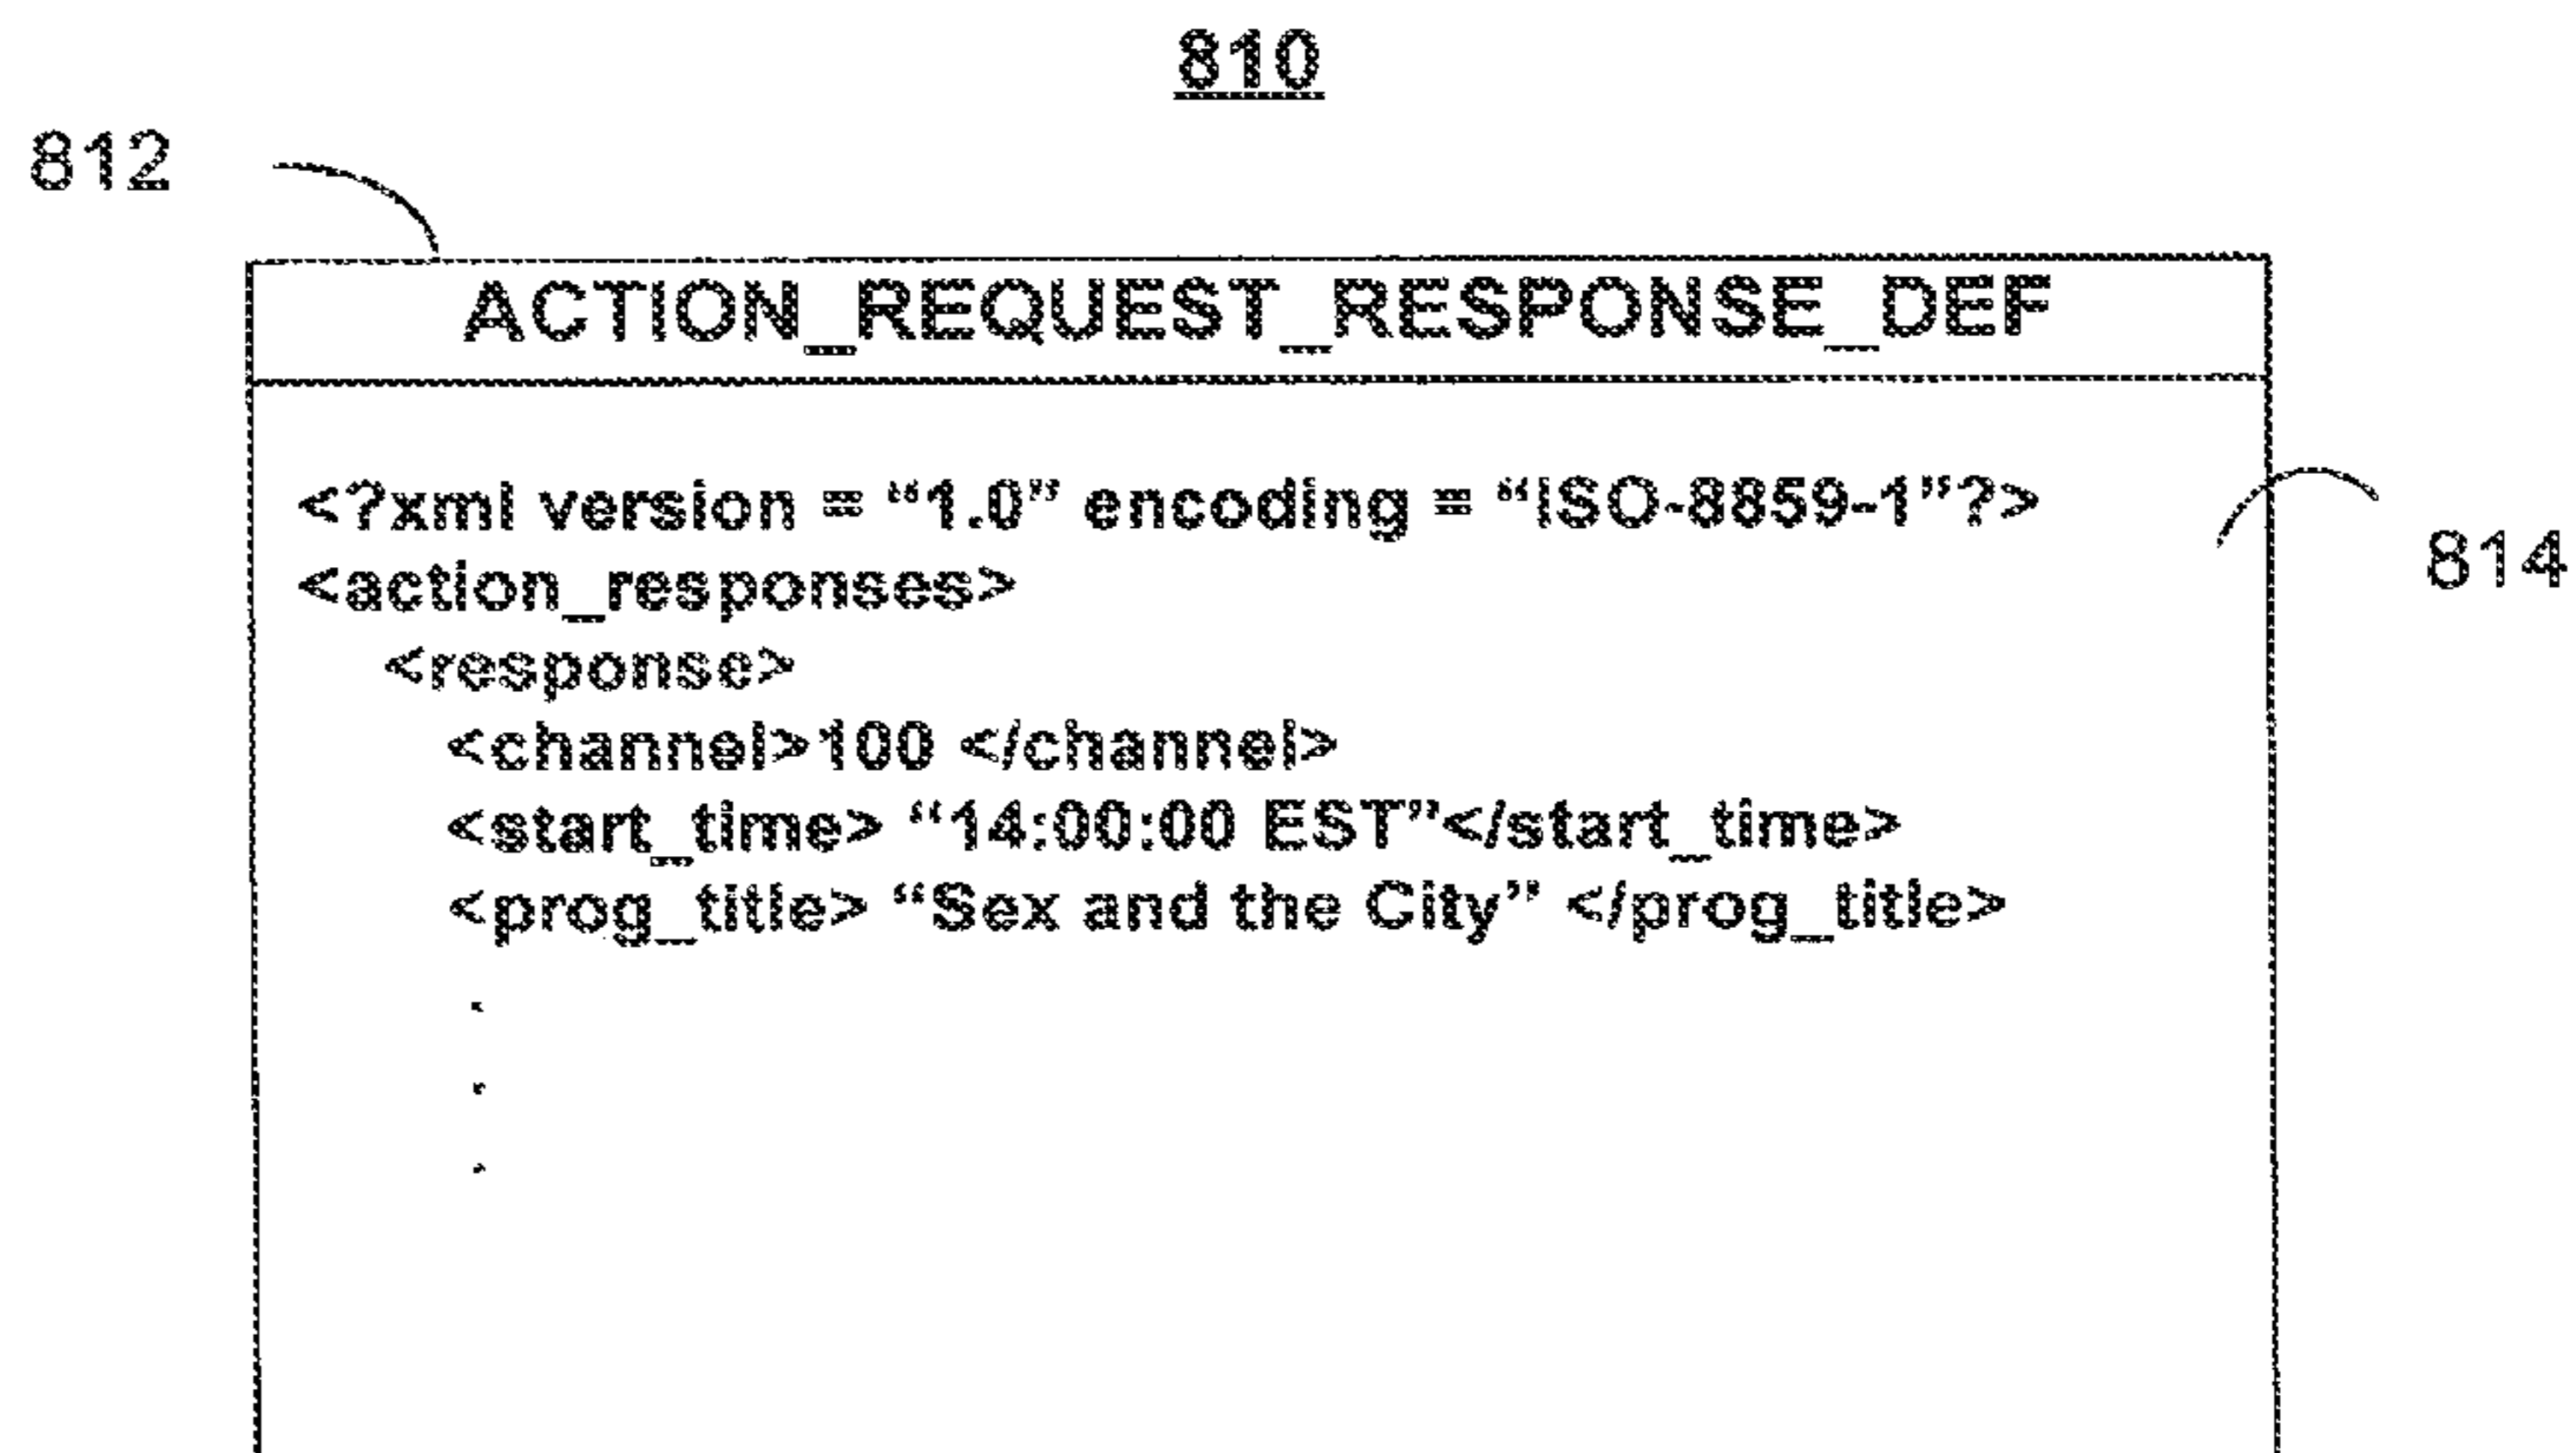 810
812
ACTION_REQUEST_RESPONSE_DEF
<?xml version = “1.0” encoding = “ISO-8859-1”?>
814
<action_responses>
<response>
<channel>100 </channel>
<start_time> “14:00:00 EST”</start_time>
<prog_title> “Sex and the City” </prog_title>
.
.
.